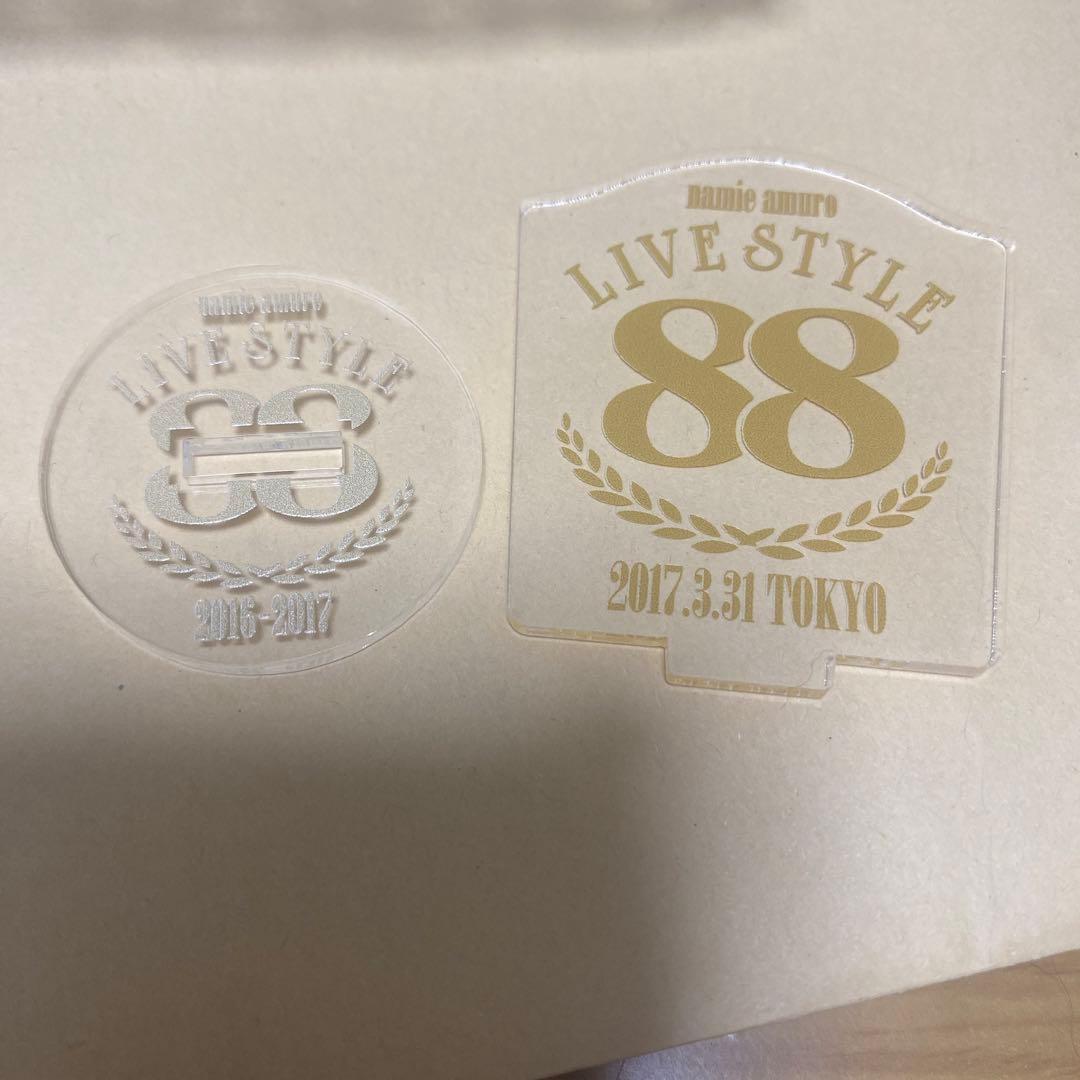 namie amuro
LIVE STYLE
88
2016-2017
namie amuro
LIVE STYLE
88
2017.3.31 TOKYO